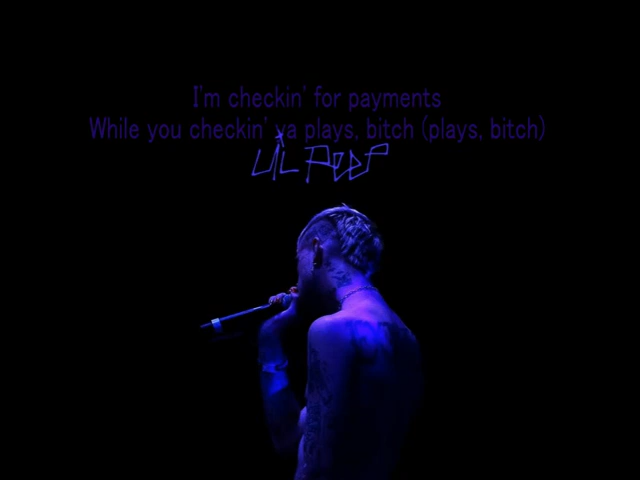 I'm checkin' for payments
While you checkin' ya plays, bitch (plays, bitch)
LiL PEEP